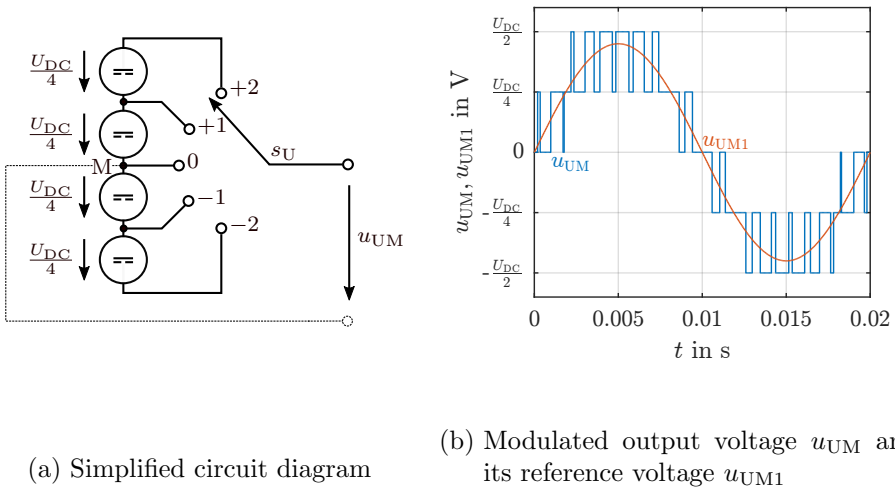 U_DC/4
+2
U_DC/4
+1
s_U
M
0
U_DC/4
−1
−2
u_UM
U_DC/4
(a) Simplified circuit diagram
u_UM, u_UM1 in V
U_DC/2
U_DC/4
0
-U_DC/4
-U_DC/2
u_UM
u_UM1
0
0.005
0.01
0.015
0.02
t in s
(b) Modulated output voltage u_UM an
its reference voltage u_UM1